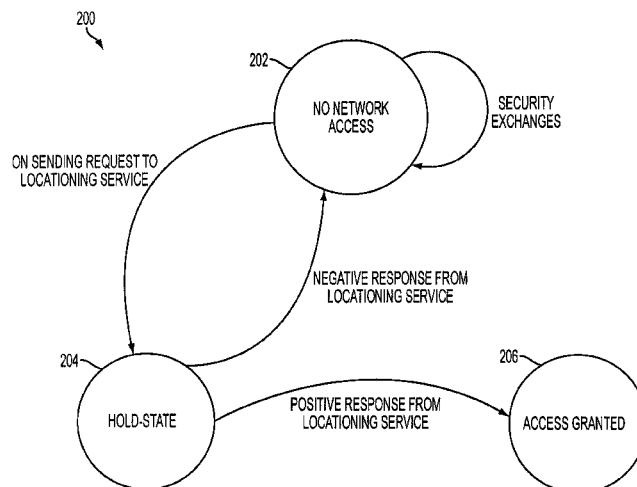 200
202
NO NETWORK
ACCESS
SECURITY
EXCHANGES
ON SENDING REQUEST TO
LOCATIONING SERVICE
NEGATIVE RESPONSE FROM
LOCATIONING SERVICE
204
HOLD-STATE
206
POSITIVE RESPONSE FROM
LOCATIONING SERVICE
ACCESS GRANTED